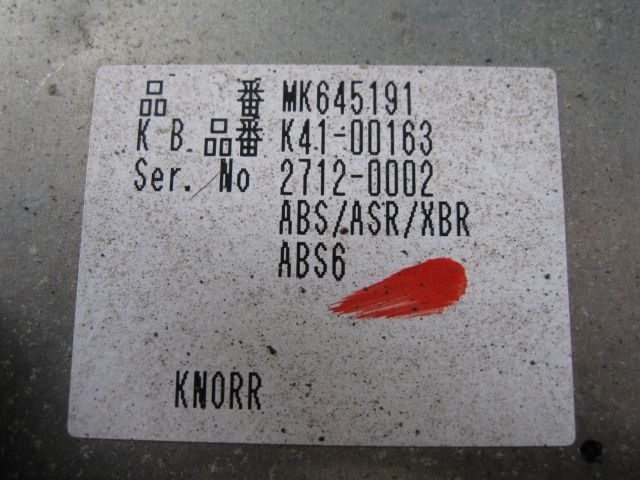 品 番 MK645191
K B. 品番 K41-00163
Ser. No 2712-0002
ABS/ASR/XBR
ABS6
KNORR